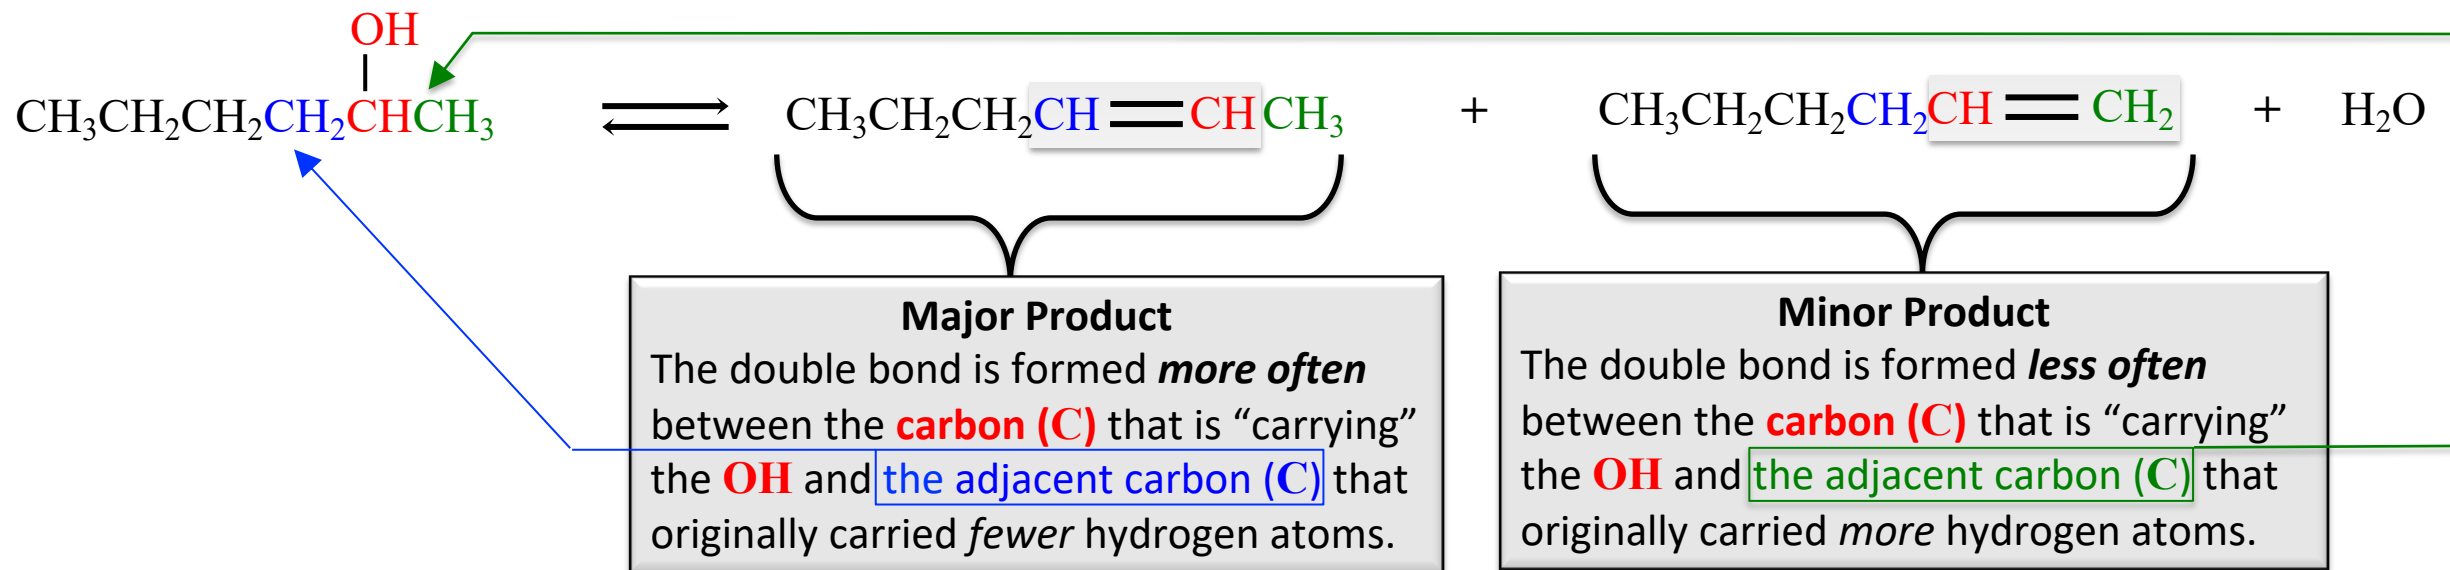 OH
CH₃CH₂CH₂CH₂CHCH₃ ⇌ CH₃CH₂CH₂CH=CHCH₃ + CH₃CH₂CH₂CH₂CH=CH₂ + H₂O
Major Product
The double bond is formed more often
between the carbon (C) that is “carrying”
the OH and the adjacent carbon (C) that
originally carried fewer hydrogen atoms.
Minor Product
The double bond is formed less often
between the carbon (C) that is “carrying”
the OH and the adjacent carbon (C) that
originally carried more hydrogen atoms.